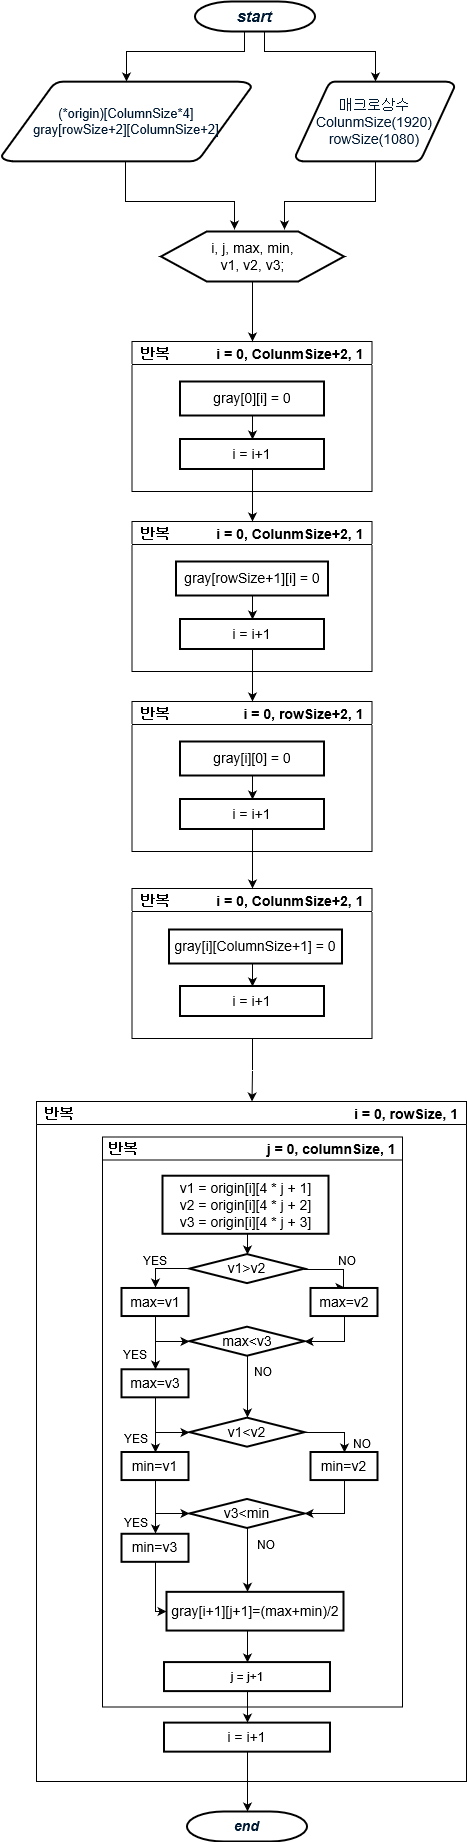 start
(*origin)[ColumnSize*4]
gray[rowSize+2][ColumnSize+2]
매크로상수
ColunmSize(1920)
rowSize(1080)
i, j, max, min,
v1, v2, v3;
반복 i = 0, ColunmSize+2, 1
gray[0][i] = 0
i = i+1
반복 i = 0, ColunmSize+2, 1
gray[rowSize+1][i] = 0
i = i+1
반복 i = 0, rowSize+2, 1
gray[i][0] = 0
i = i+1
반복 i = 0, ColunmSize+2, 1
gray[i][ColumnSize+1] = 0
i = i+1
반복 i = 0, rowSize, 1
반복 j = 0, columnSize, 1
v1 = origin[i][4 * j + 1]
v2 = origin[i][4 * j + 2]
v3 = origin[i][4 * j + 3]
YES v1>v2 NO
max=v1 max=v2
max<v3
YES NO
max=v3
v1<v2
YES NO
min=v1 min=v2
v3<min
YES NO
min=v3
gray[i+1][j+1]=(max+min)/2
j = j+1
i = i+1
end